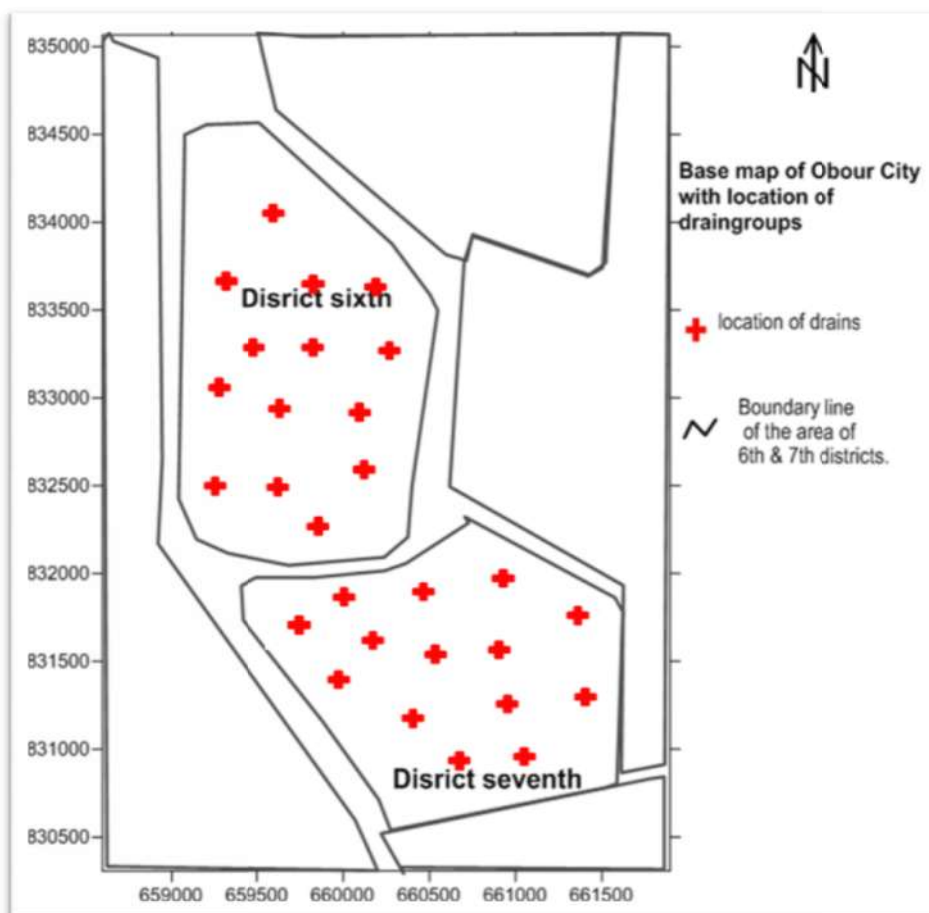 835000
834500
834000
833500
833000
832500
832000
831500
831000
830500
659000 659500 660000 660500 661000 661500
Disrict sixth
Disrict seventh
N
Base map of Obour City
with location of
draingroups
location of drains
Boundary line
of the area of
6th & 7th districts.